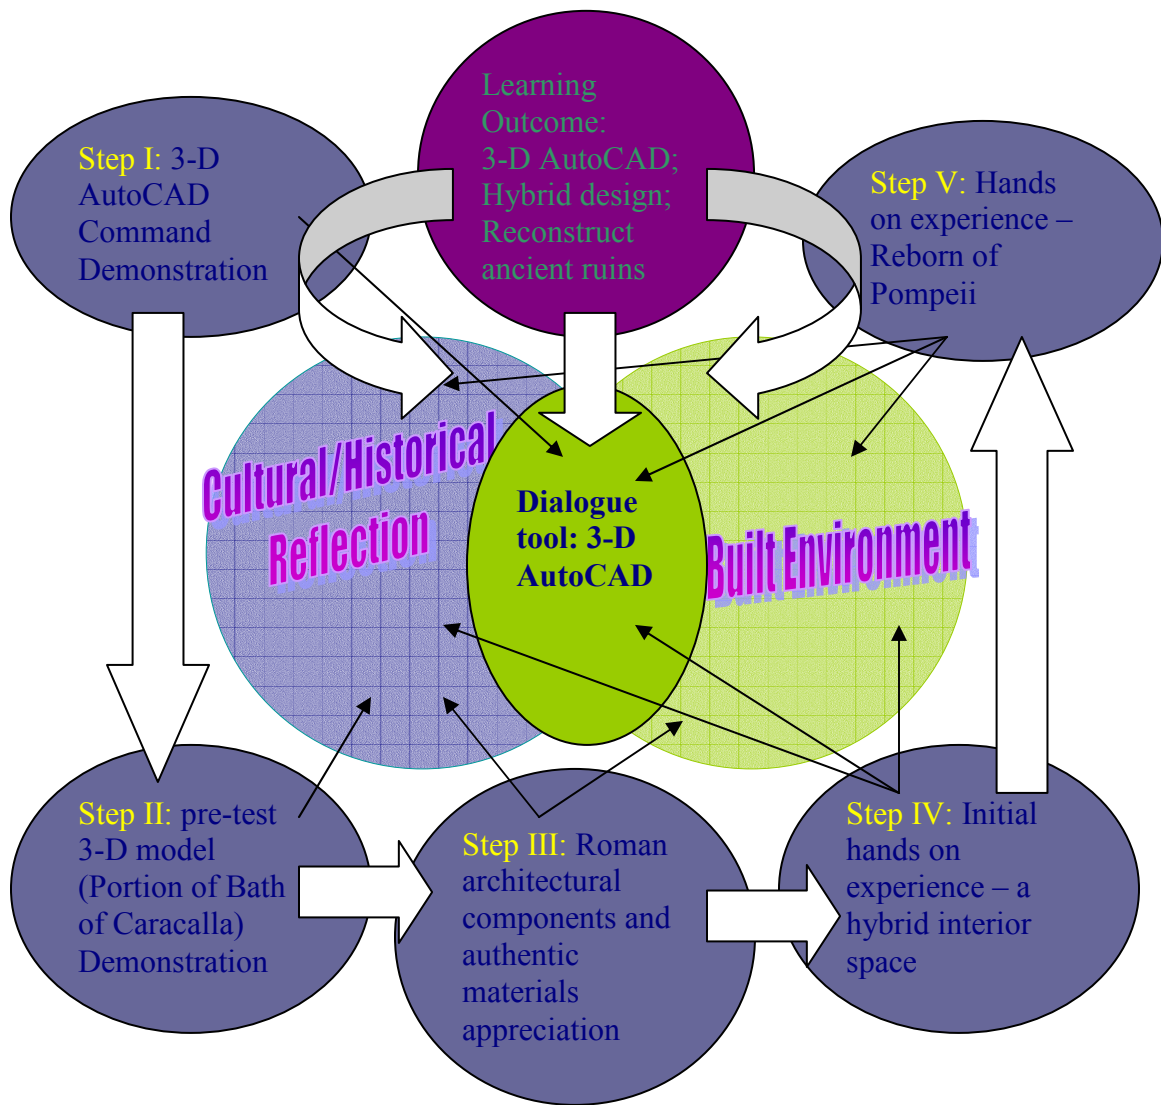 Learning
Outcome:
3-D AutoCAD;
Hybrid design;
Reconstruct
ancient ruins
Step I: 3-D
AutoCAD
Command
Demonstration
Step V: Hands
on experience –
Reborn of
Pompeii
Cultural/Historical
Reflection
Dialogue
tool: 3-D
AutoCAD
Built Environment
Step II: pre-test
3-D model
(Portion of Bath
of Caracalla)
Demonstration
Step III: Roman
architectural
components and
authentic
materials
appreciation
Step IV: Initial
hands on
experience – a
hybrid interior
space